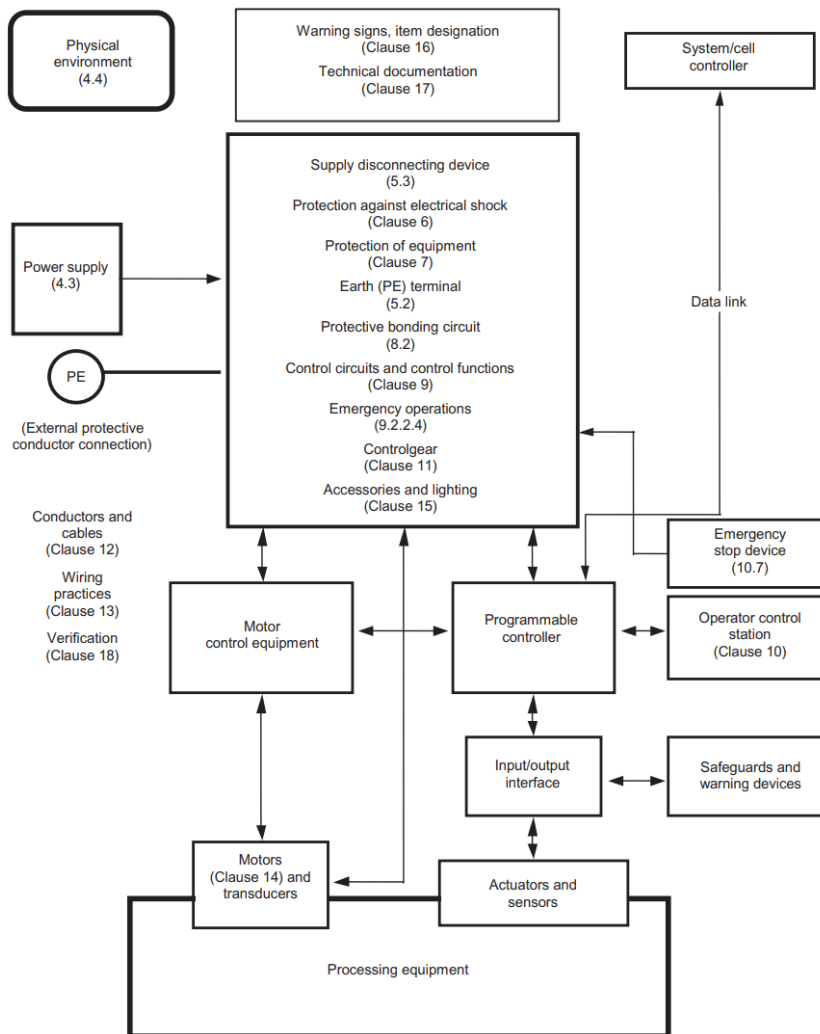 Physical
environment
(4.4)
Warning signs, item designation
(Clause 16)
Technical documentation
(Clause 17)
System/cell
controller
Supply disconnecting device
(5.3)
Protection against electrical shock
(Clause 6)
Protection of equipment
(Clause 7)
Earth (PE) terminal
(5.2)
Protective bonding circuit
(8.2)
Control circuits and control functions
(Clause 9)
Emergency operations
(9.2.2.4)
Controlgear
(Clause 11)
Accessories and lighting
(Clause 15)
Power supply
(4.3)
PE
(External protective
conductor connection)
Data link
Conductors and
cables
(Clause 12)
Wiring
practices
(Clause 13)
Verification
(Clause 18)
Emergency
stop device
(10.7)
Motor
control equipment
Programmable
controller
Operator control
station
(Clause 10)
Input/output
interface
Safeguards and
warning devices
Motors
(Clause 14) and
transducers
Actuators and
sensors
Processing equipment